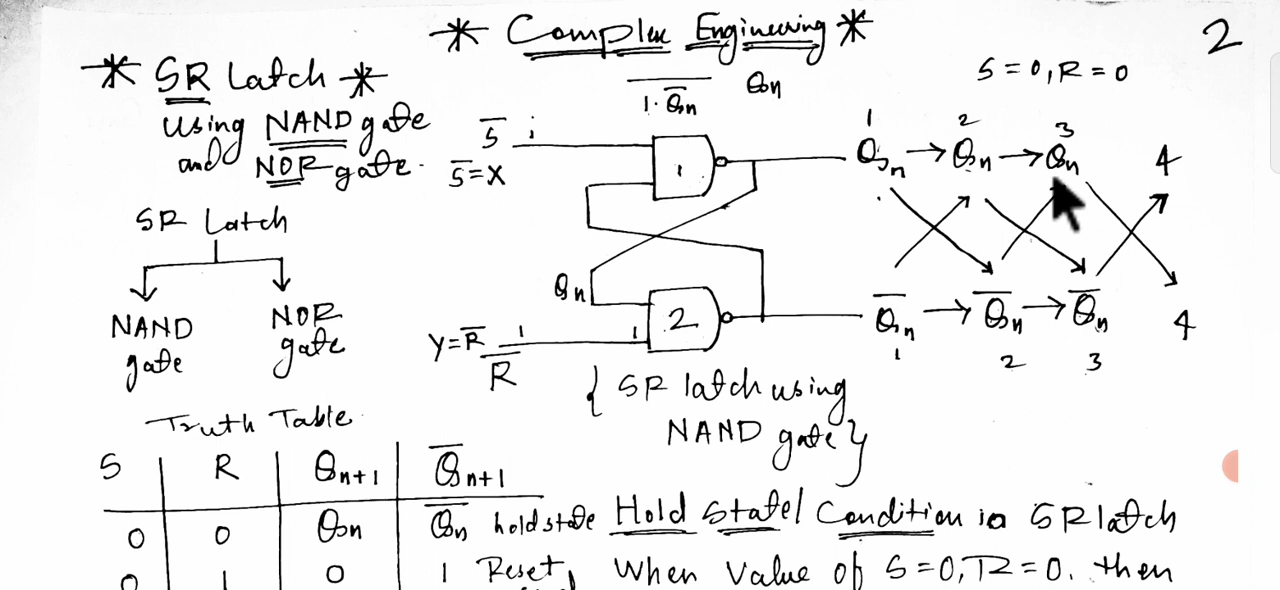 * Complex Engineering *
2
* SR Latch *
using NAND gate
and NOR gate.
SR Latch
NAND gate
NOR gate
S=0, R=0
1·Q̅n
Qn
S̅ 1
S̅=X
1
Qn
Y=R̅ 1 1
R̅
2
1 2 3 4
Qn → Qn → Qn
Q̅n → Q̅n → Q̅n
1 2 3 4
{ SR latch using
NAND gate }
Truth Table
S R Qn+1 Q̅n+1
0 0 Qn Q̅n hold state
0 1 0 1 Reset
Hold state/ Condition in SR latch
When value of S=0, R=0. then